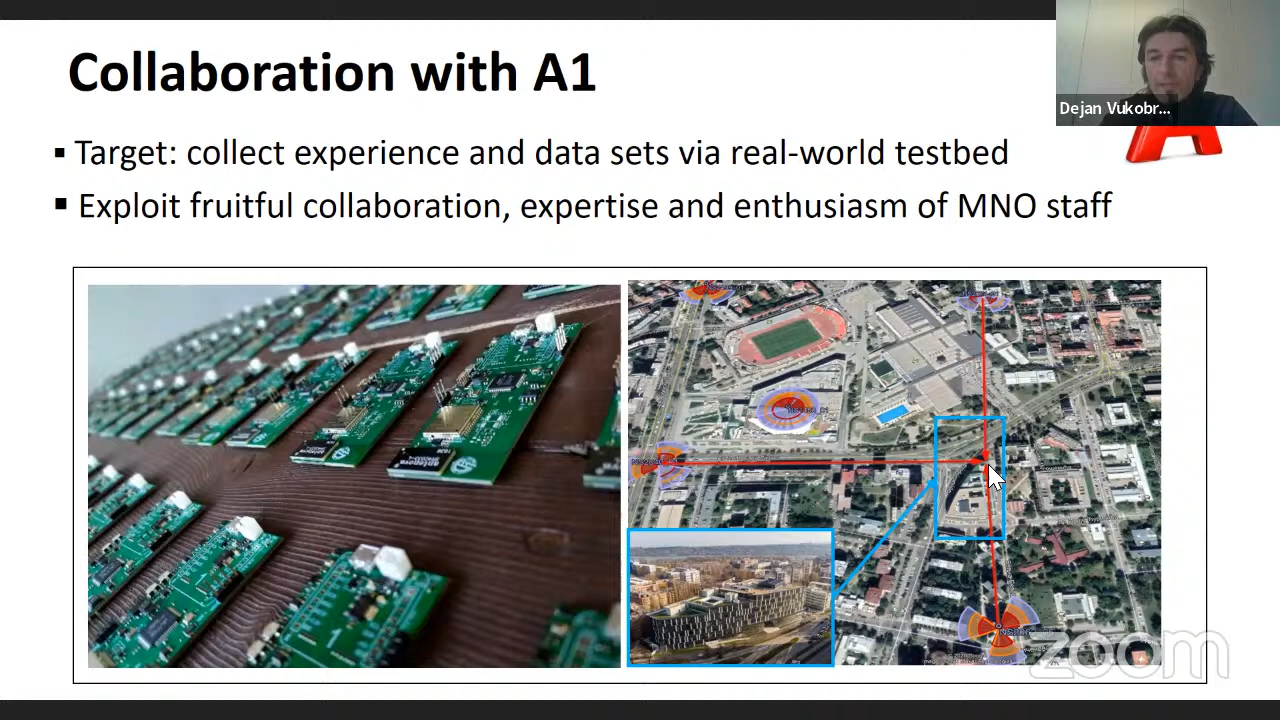 Collaboration with A1
Dejan Vukobr...
▪ Target: collect experience and data sets via real-world testbed
▪ Exploit fruitful collaboration, expertise and enthusiasm of MNO staff
zoom